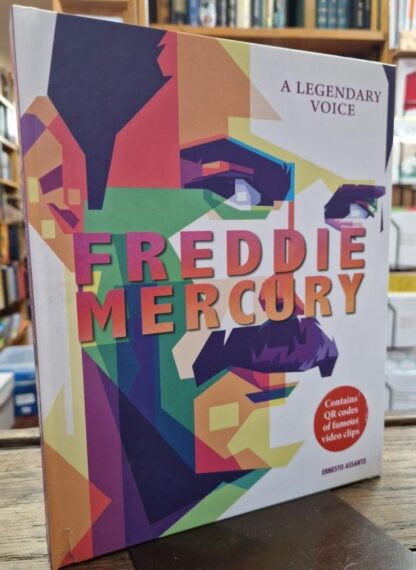 A LEGENDARY
VOICE
FREDDIE
MERCURY
Contains
QR codes
of famous
video clips
ERNESTO ASSANTE